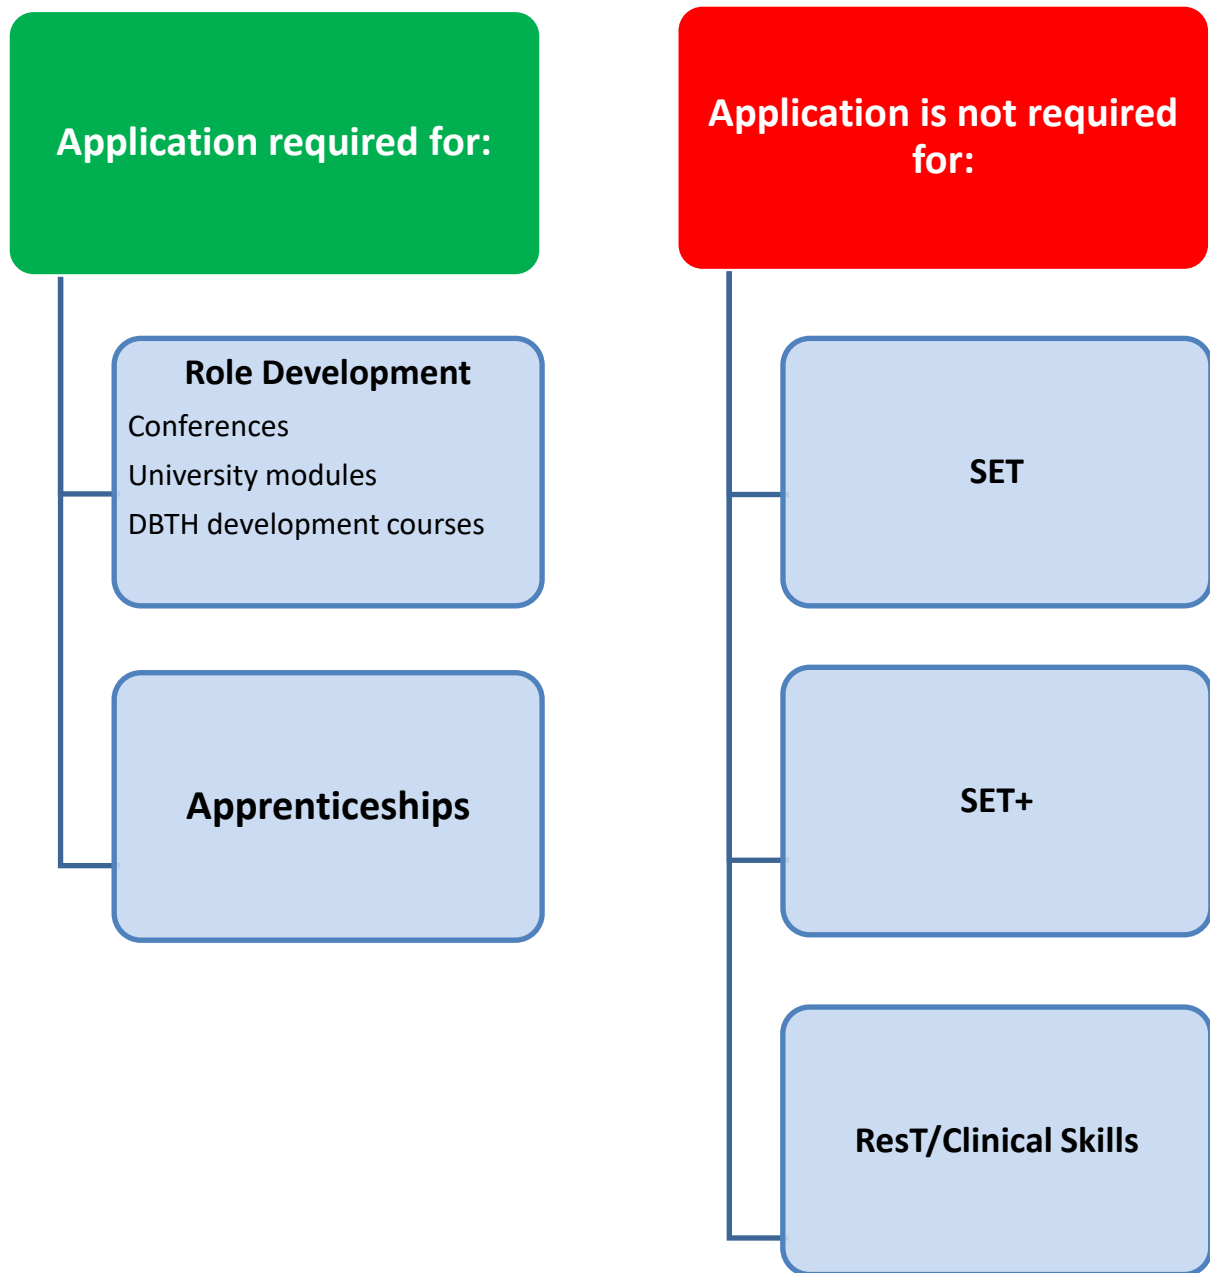 Application required for:
Role Development
Conferences
University modules
DBTH development courses
Apprenticeships
Application is not required
for:
SET
SET+
ResT/Clinical Skills